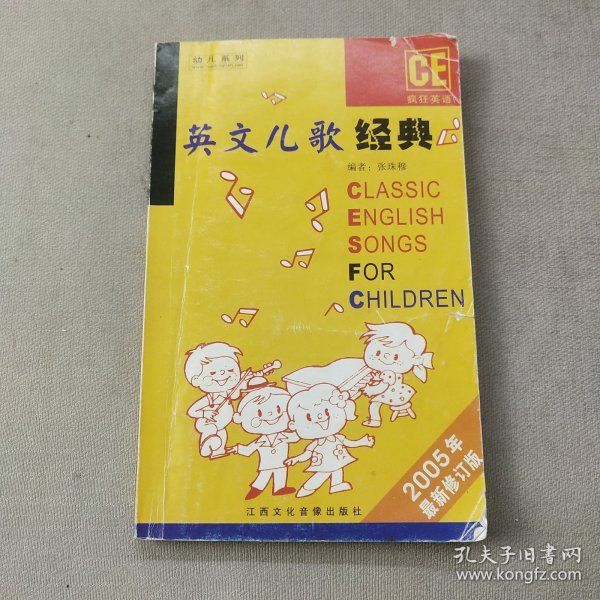 幼儿系列
CE
疯狂英语
英文儿歌 经典
编者：张珠穆
CLASSIC
ENGLISH
SONGS
FOR
CHILDREN
2005年
最新修订版
江西文化音像出版社
孔夫子旧书网
www.kongfz.com